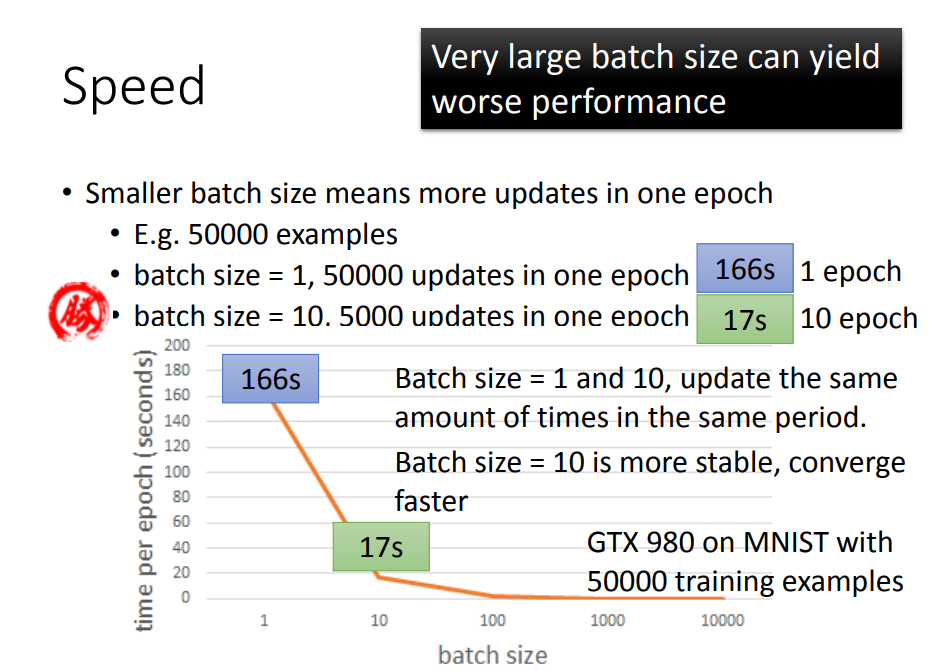 Speed
Very large batch size can yield
worse performance
• Smaller batch size means more updates in one epoch
• E.g. 50000 examples
• batch size = 1, 50000 updates in one epoch 166s 1 epoch
勝 • batch size = 10, 5000 updates in one epoch 17s 10 epoch
time per epoch (seconds)
200
180
160
140
120
100
80
60
40
20
0
166s
Batch size = 1 and 10, update the same
amount of times in the same period.
Batch size = 10 is more stable, converge
faster
17s
GTX 980 on MNIST with
50000 training examples
1 10 100 1000 10000
batch size